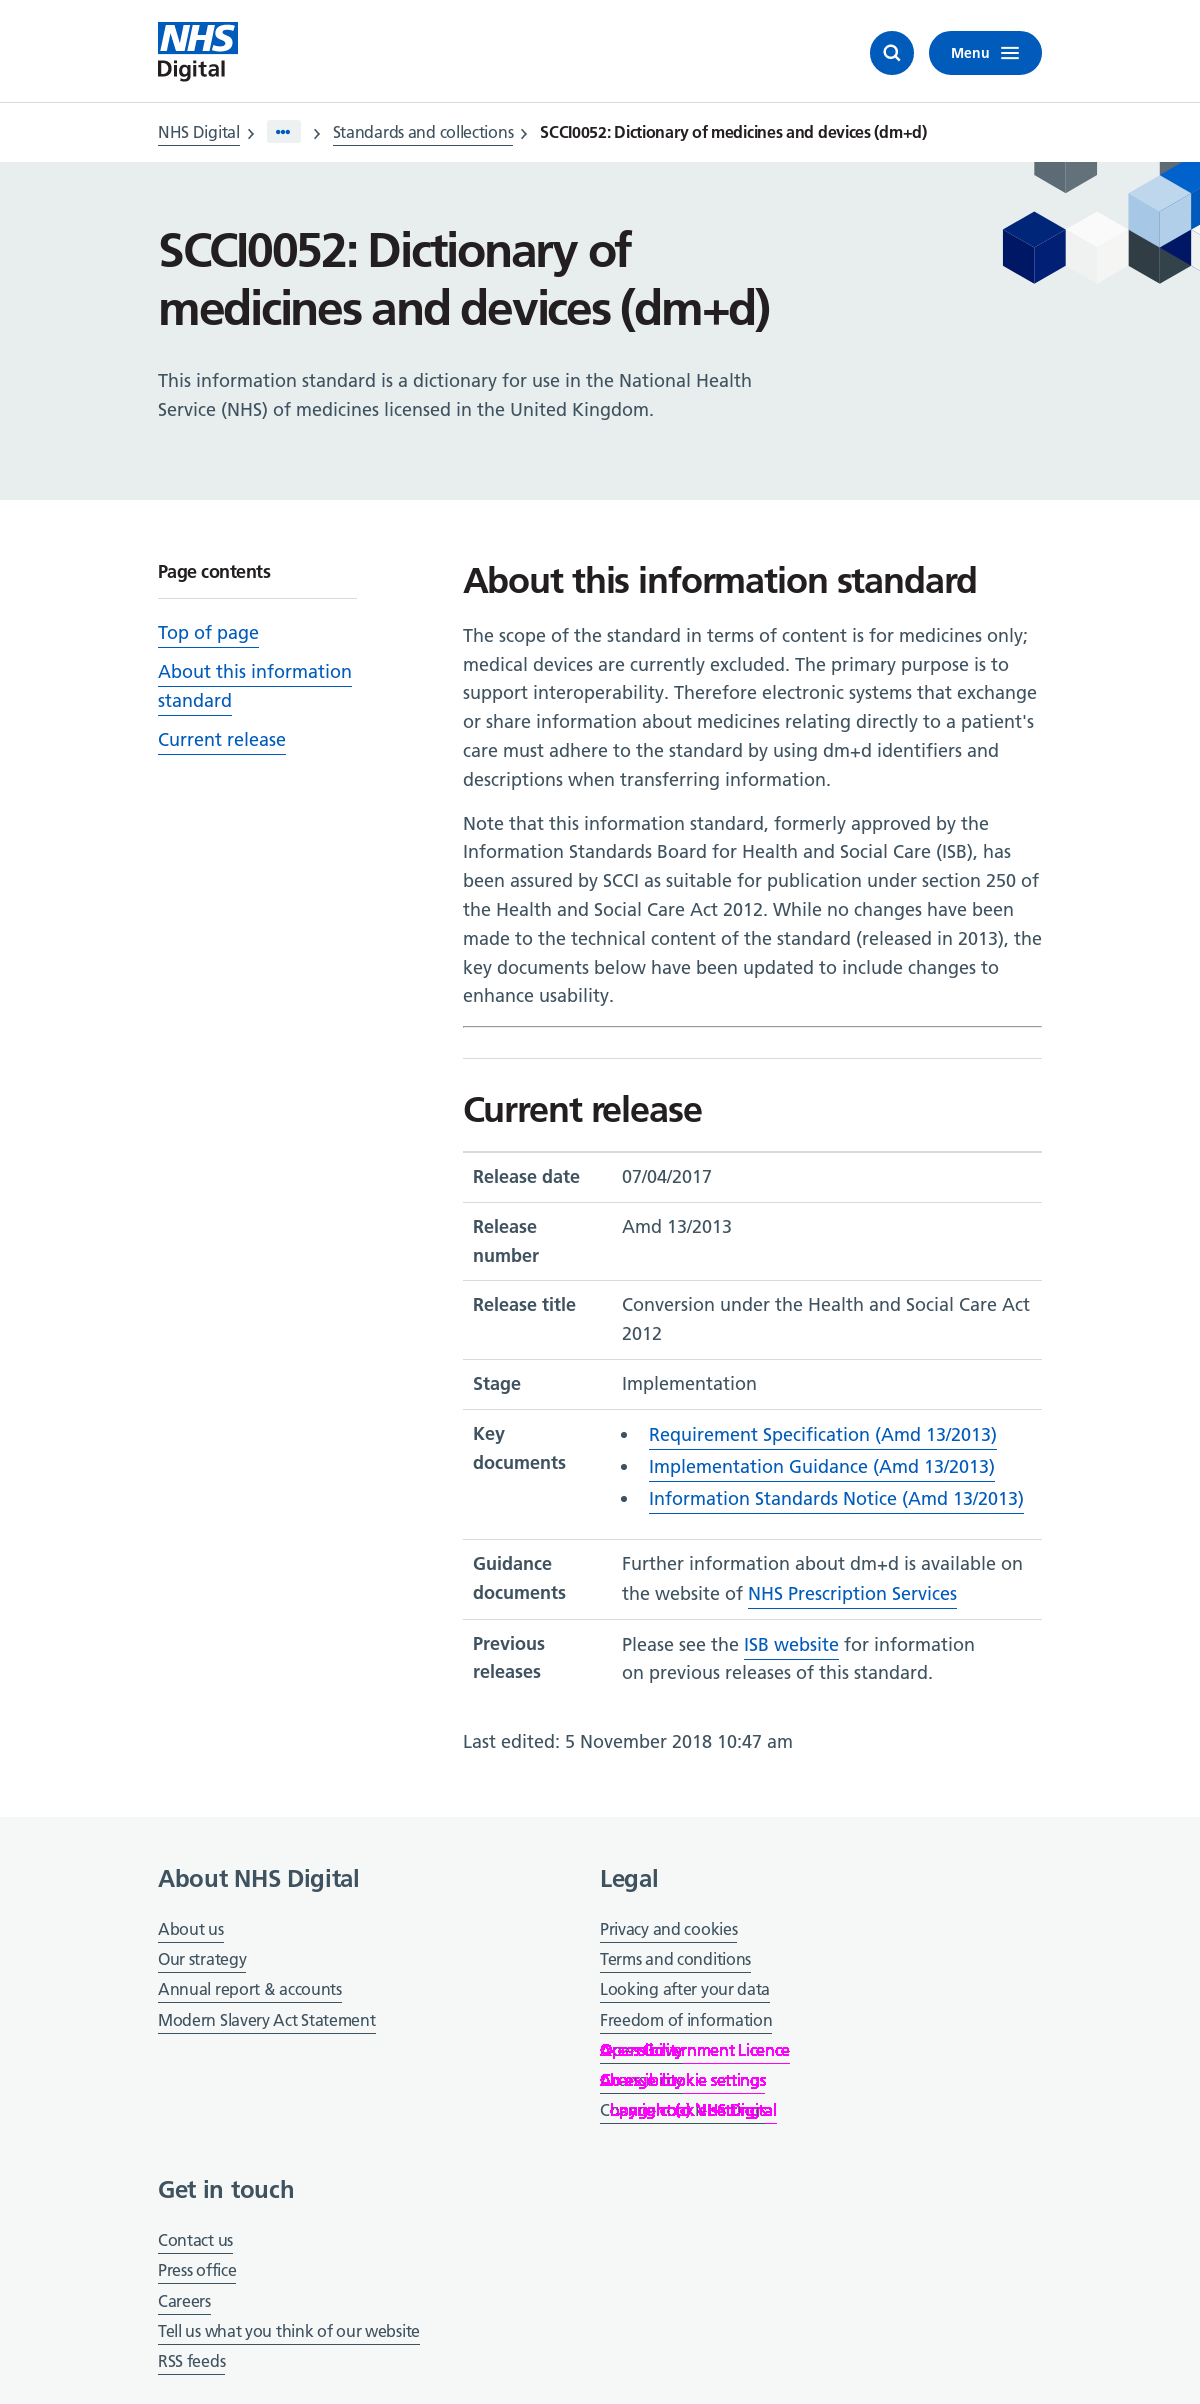 NHS
Digital
Menu
NHS Digital
Standards and collections
SCCI0052: Dictionary of medicines and devices (dm+d)
SCCI0052: Dictionary of
medicines and devices (dm+d)
This information standard is a dictionary for use in the National Health
Service (NHS) of medicines licensed in the United Kingdom.
Page contents
Top of page
About this information
standard
Current release
About this information standard
The scope of the standard in terms of content is for medicines only;
medical devices are currently excluded. The primary purpose is to
support interoperability. Therefore electronic systems that exchange
or share information about medicines relating directly to a patient's
care must adhere to the standard by using dm+d identifiers and
descriptions when transferring information.
Note that this information standard, formerly approved by the
Information Standards Board for Health and Social Care (ISB), has
been assured by SCCI as suitable for publication under section 250 of
the Health and Social Care Act 2012. While no changes have been
made to the technical content of the standard (released in 2013), the
key documents below have been updated to include changes to
enhance usability.
Current release
Release date 07/04/2017
Release Amd 13/2013
number
Release title Conversion under the Health and Social Care Act
2012
Stage Implementation
Key
documents
• Requirement Specification (Amd 13/2013)
• Implementation Guidance (Amd 13/2013)
• Information Standards Notice (Amd 13/2013)
Guidance
documents
Further information about dm+d is available on
the website of NHS Prescription Services
Previous
releases
Please see the ISB website for information
on previous releases of this standard.
Last edited: 5 November 2018 10:47 am
About NHS Digital
About us
Our strategy
Annual report & accounts
Modern Slavery Act Statement
Legal
Privacy and cookies
Terms and conditions
Looking after your data
Freedom of information
Get in touch
Contact us
Press office
Careers
Tell us what you think of our website
RSS feeds